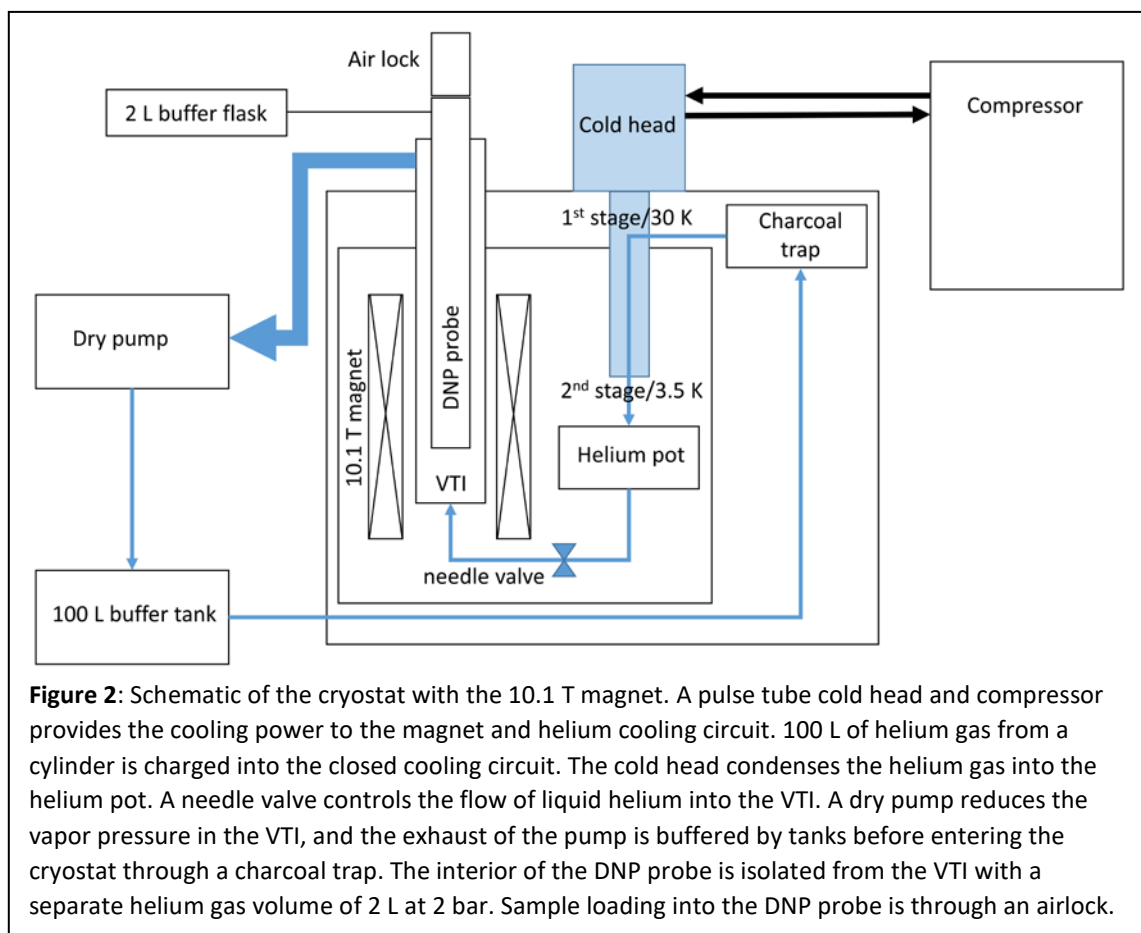 Air lock
2 L buffer flask
Cold head
Compressor
1st stage/30 K
Charcoal
trap
Dry pump
10.1 T magnet
DNP probe
2nd stage/3.5 K
Helium pot
VTI
needle valve
100 L buffer tank
Figure 2: Schematic of the cryostat with the 10.1 T magnet. A pulse tube cold head and compressor
provides the cooling power to the magnet and helium cooling circuit. 100 L of helium gas from a
cylinder is charged into the closed cooling circuit. The cold head condenses the helium gas into the
helium pot. A needle valve controls the flow of liquid helium into the VTI. A dry pump reduces the
vapor pressure in the VTI, and the exhaust of the pump is buffered by tanks before entering the
cryostat through a charcoal trap. The interior of the DNP probe is isolated from the VTI with a
separate helium gas volume of 2 L at 2 bar. Sample loading into the DNP probe is through an airlock.